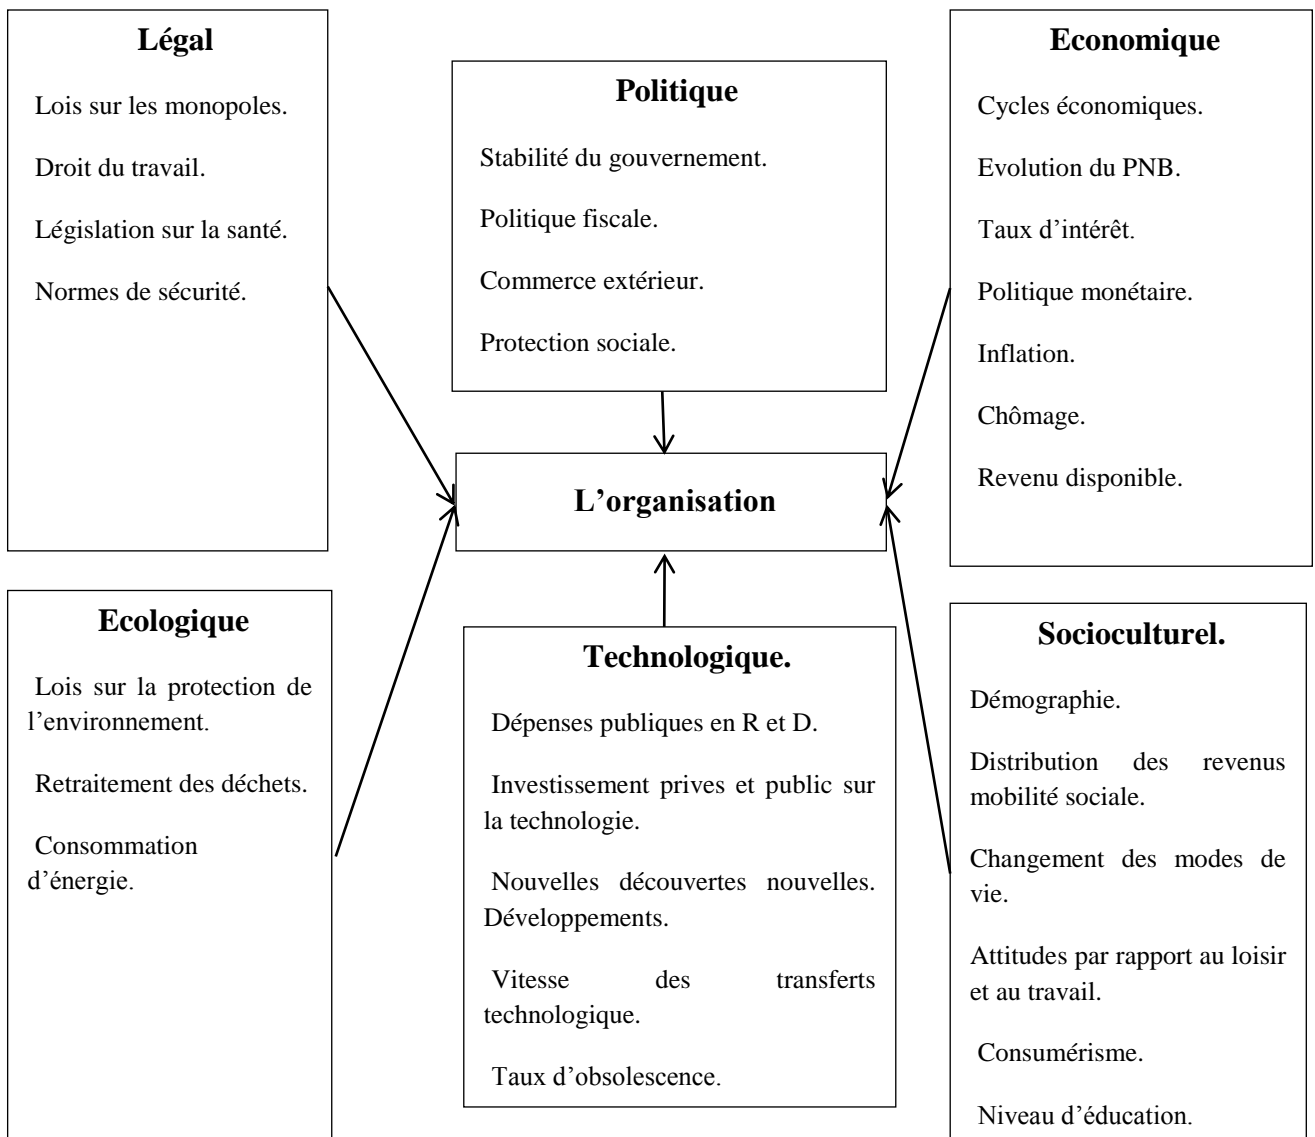 Légal
Lois sur les monopoles.
Droit du travail.
Législation sur la santé.
Normes de sécurité.
Politique
Stabilité du gouvernement.
Politique fiscale.
Commerce extérieur.
Protection sociale.
Economique
Cycles économiques.
Evolution du PNB.
Taux d’intérêt.
Politique monétaire.
Inflation.
Chômage.
Revenu disponible.
L’organisation
Ecologique
Lois sur la protection de
l’environnement.
Retraitement des déchets.
Consommation
d’énergie.
Technologique.
Dépenses publiques en R et D.
Investissement prives et public sur
la technologie.
Nouvelles découvertes nouvelles.
Développements.
Vitesse des transferts
technologique.
Taux d’obsolescence.
Socioculturel.
Démographie.
Distribution des revenus
mobilité sociale.
Changement des modes de
vie.
Attitudes par rapport au loisir
et au travail.
Consumérisme.
Niveau d’éducation.